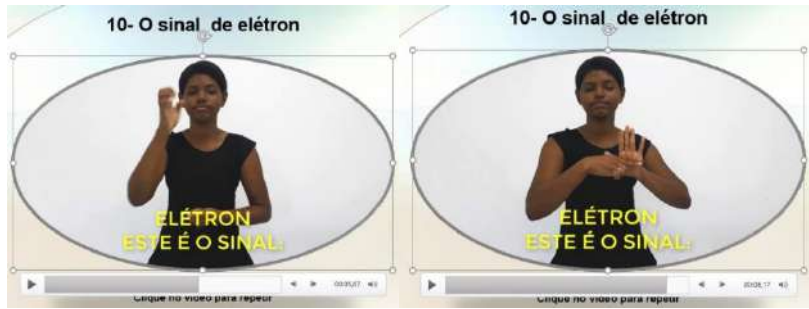 10- O sinal de elétron
ELÉTRON
ESTE É O SINAL:
Clique no vídeo para repetir
10- O sinal de elétron
ELÉTRON
ESTE É O SINAL:
Clique no vídeo para repetir